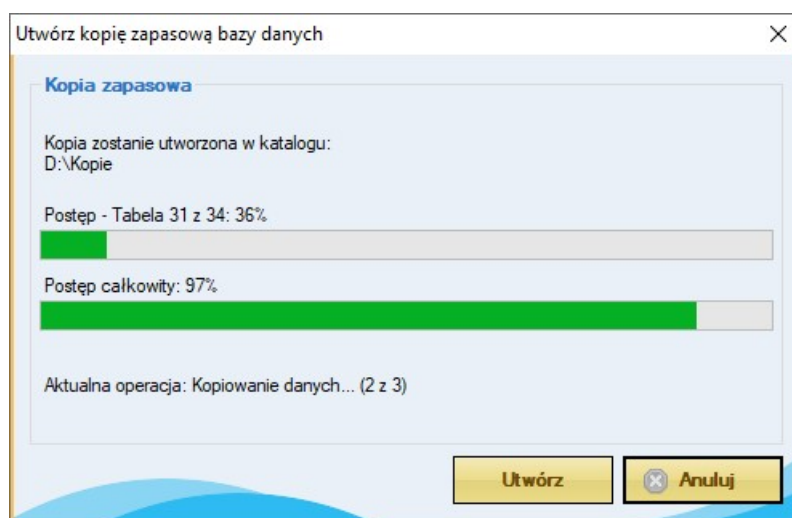 Utwórz kopię zapasową bazy danych
Kopia zapasowa
Kopia zostanie utworzona w katalogu:
D:\Kopie
Postęp - Tabela 31 z 34: 36%
Postęp całkowity: 97%
Aktualna operacja: Kopiowanie danych... (2 z 3)
Utwórz
Anuluj